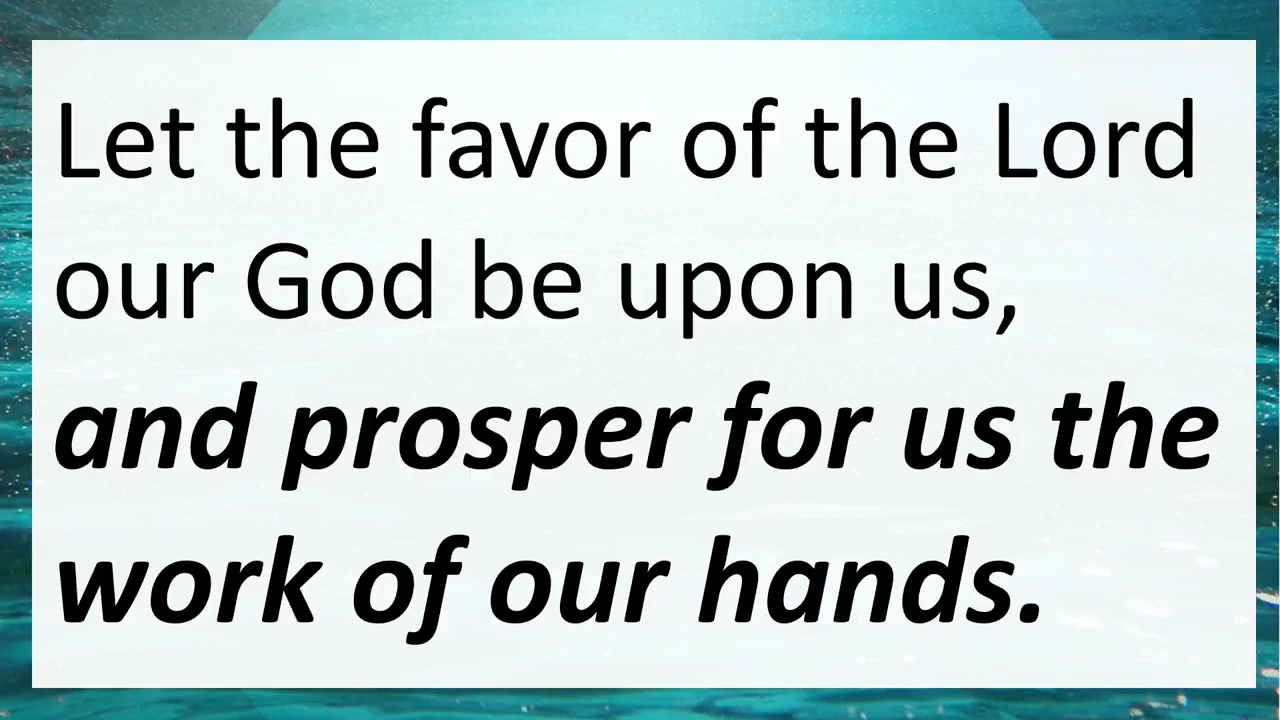 Let the favor of the Lord
our God be upon us,
and prosper for us the
work of our hands.